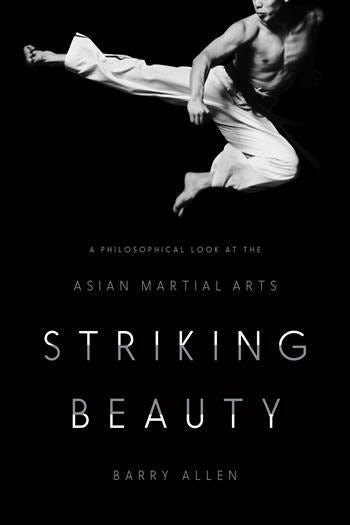 A PHILOSOPHICAL LOOK AT THE
ASIAN MARTIAL ARTS
STRIKING
BEAUTY
BARRY ALLEN